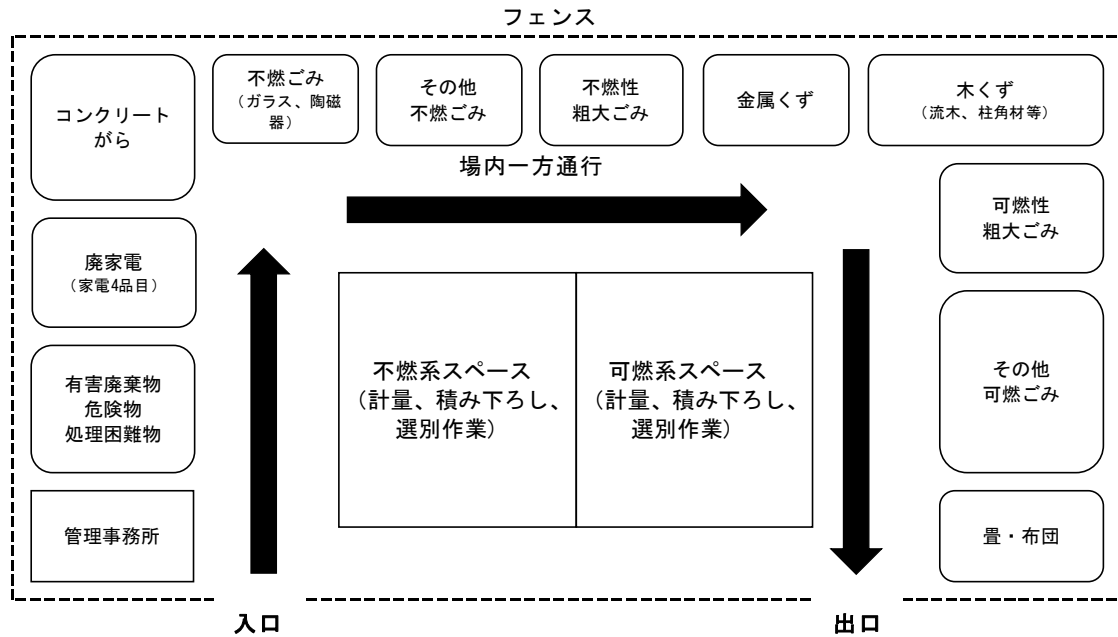 フェンス
コンクリート
がら
不燃ごみ
（ガラス、陶磁
器）
その他
不燃ごみ
不燃性
粗大ごみ
金属くず
木くず
（流木、柱角材等）
場内一方通行
可燃性
粗大ごみ
廃家電
（家電4品目）
不燃系スペース
（計量、積み下ろし、
選別作業）
可燃系スペース
（計量、積み下ろし、
選別作業）
その他
可燃ごみ
有害廃棄物
危険物
処理困難物
管理事務所
畳・布団
入口
出口